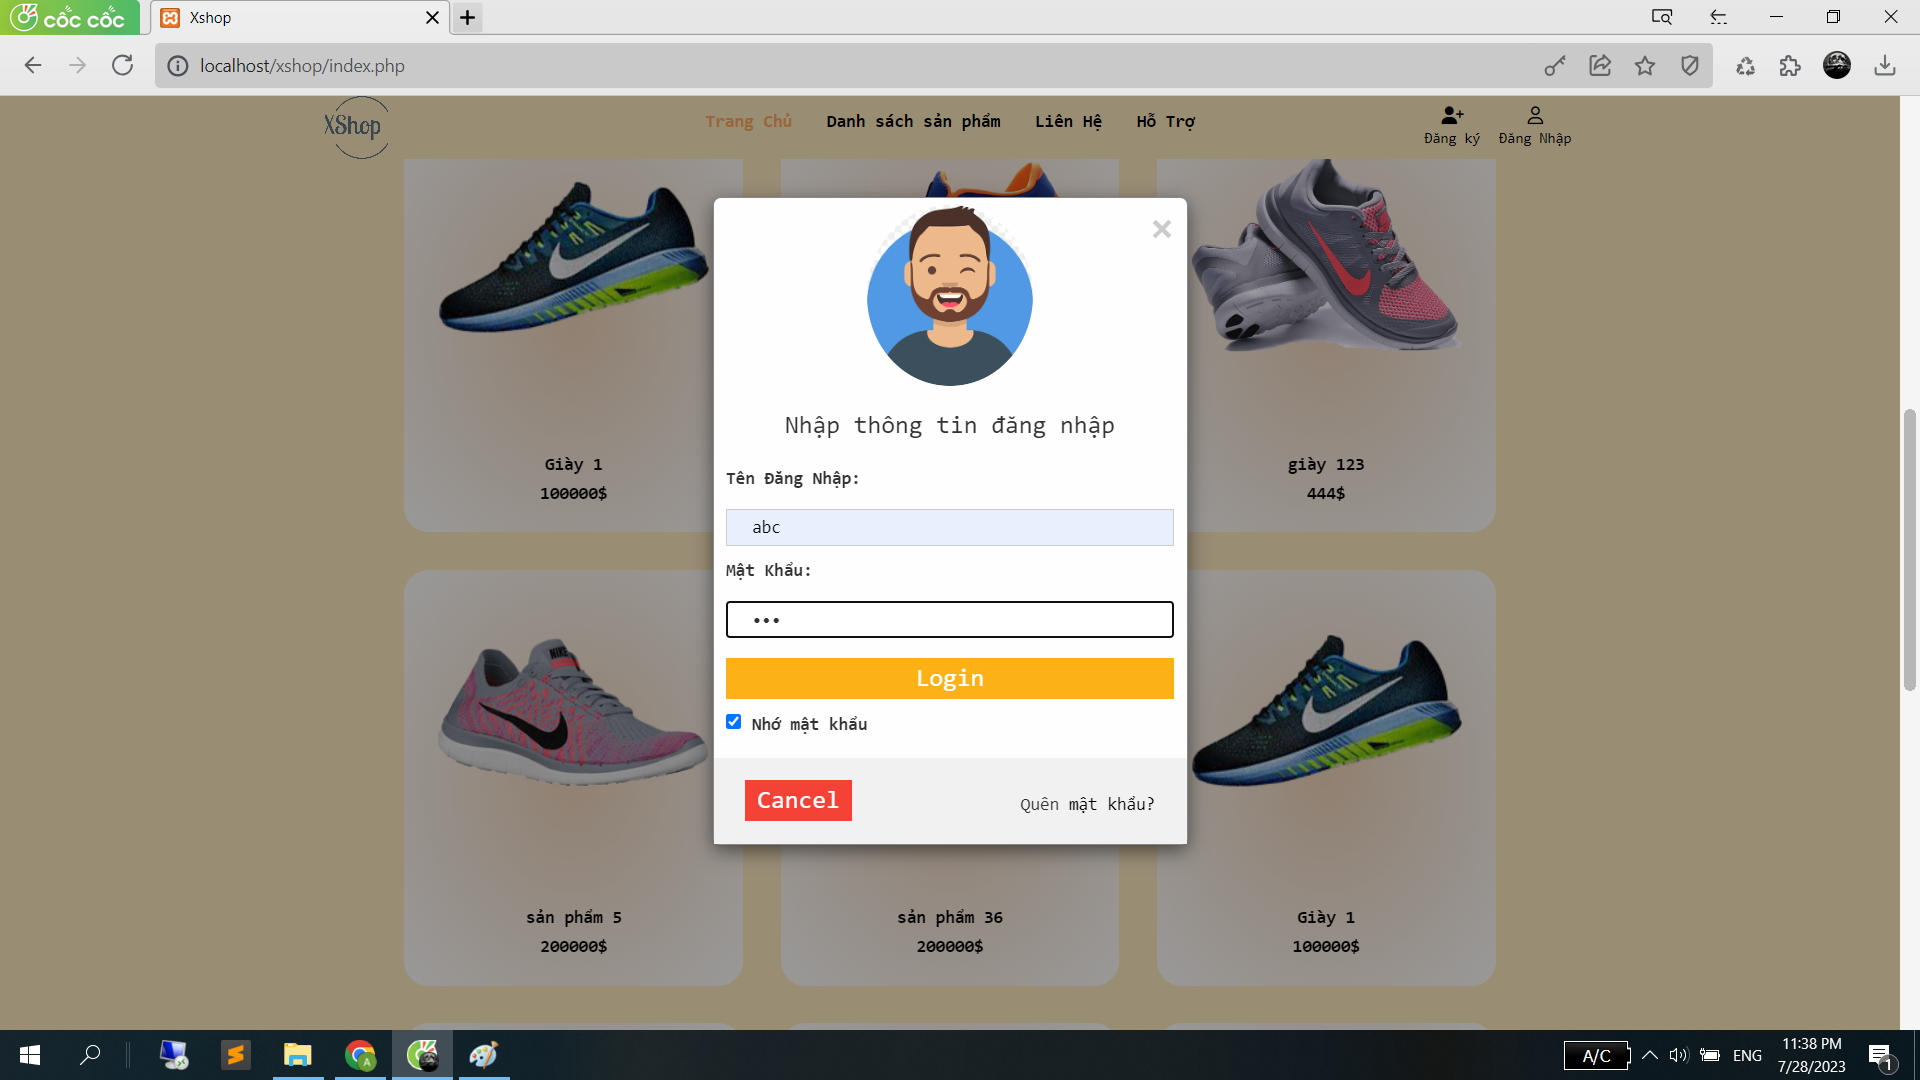 cốc cốc
Xshop
localhost/xshop/index.php
XShop
Trang Chủ
Danh sách sản phẩm
Liên Hệ
Hỗ Trợ
Đăng ký
Đăng Nhập
Nhập thông tin đăng nhập
Tên Đăng Nhập:
abc
Mật Khẩu:
•••
Login
Nhớ mật khẩu
Cancel
Quên mật khẩu?
Giày 1
100000$
giày 123
444$
NIKE
sản phẩm 5
200000$
sản phẩm 36
200000$
Giày 1
100000$
A/C
ENG
11:38 PM
7/28/2023
1